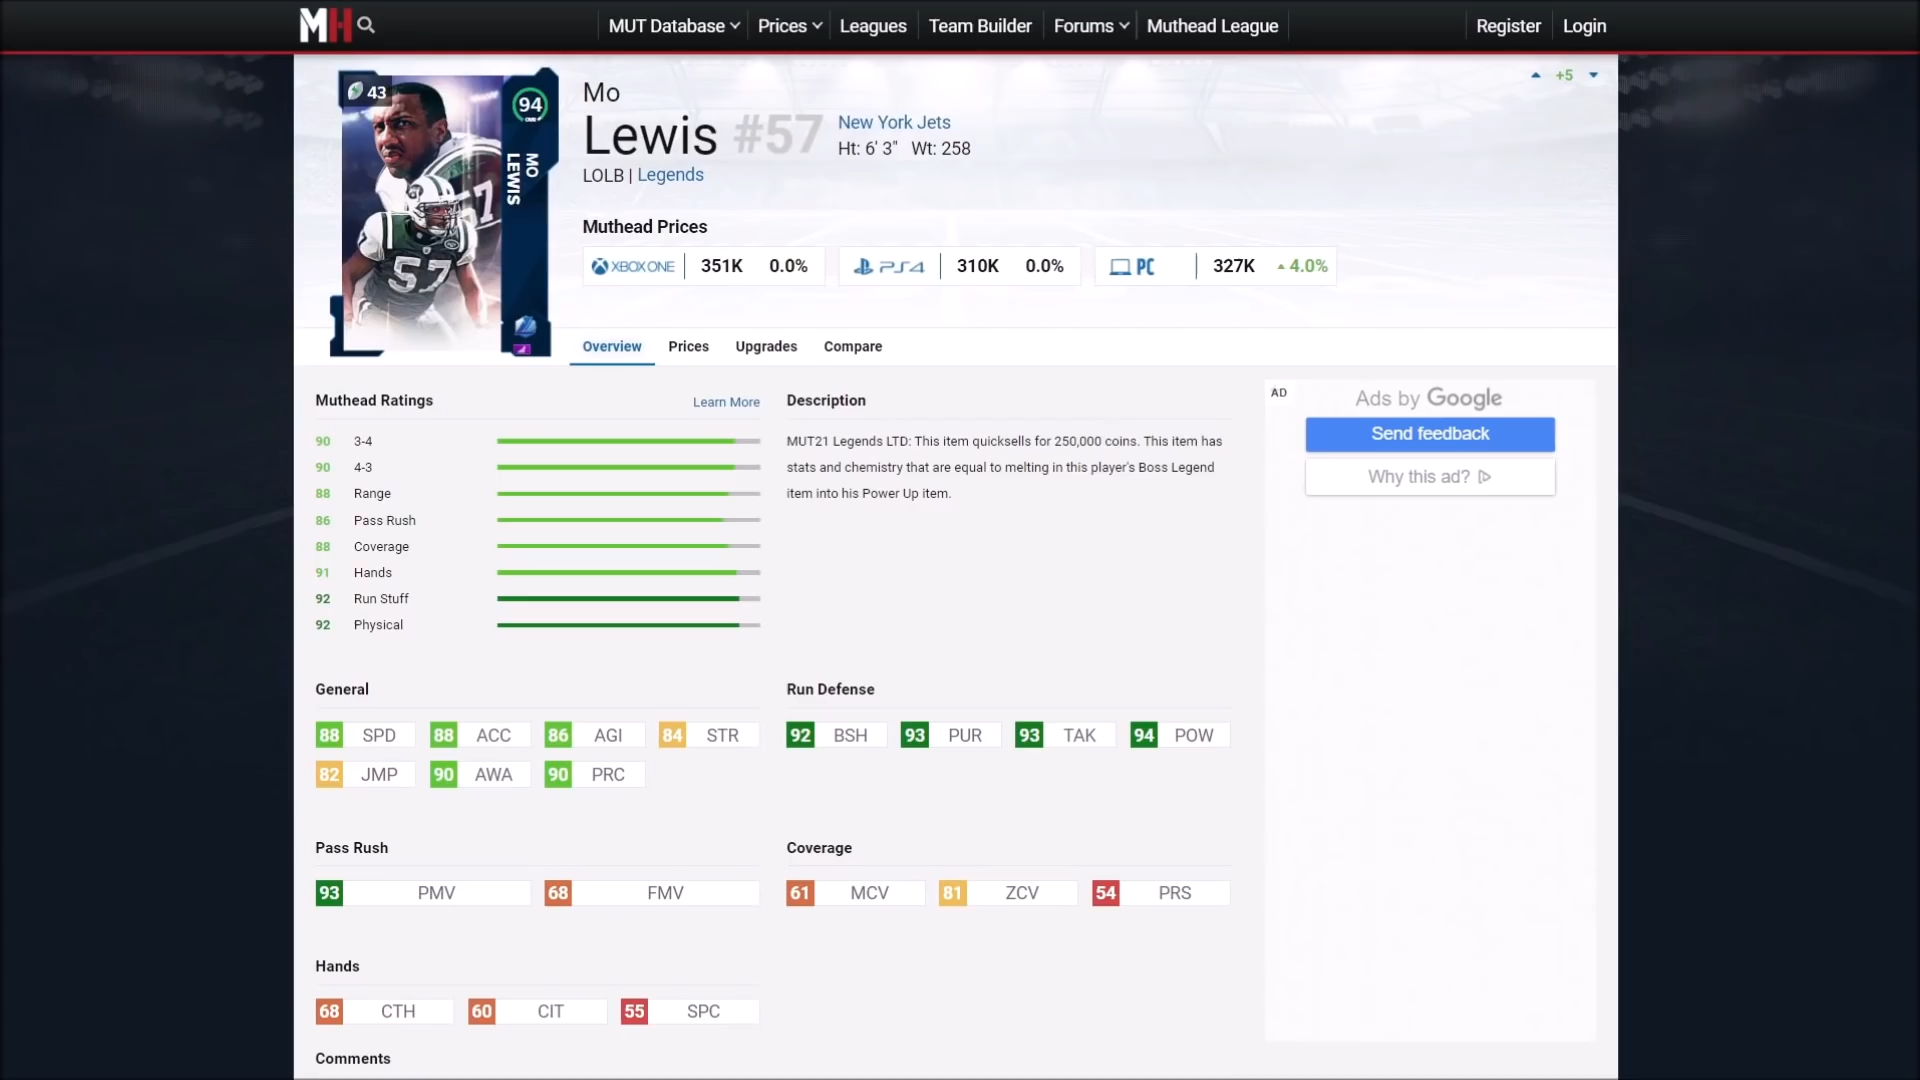 MH
MUT Database
Prices
Leagues
Team Builder
Forums
Muthead League
Register
Login
43
94
OVR
MO
LEWIS
57
57
Mo
Lewis #57
New York Jets
Ht: 6' 3" Wt: 258
LOLB | Legends
+5
Muthead Prices
XBOX ONE 351K 0.0%
PS4 310K 0.0%
PC 327K 4.0%
Overview
Prices
Upgrades
Compare
Muthead Ratings
Learn More
90 3-4
90 4-3
88 Range
86 Pass Rush
88 Coverage
91 Hands
92 Run Stuff
92 Physical
Description
MUT21 Legends LTD: This item quicksells for 250,000 coins. This item has
stats and chemistry that are equal to melting in this player's Boss Legend
item into his Power Up item.
AD
Ads by Google
Send feedback
Why this ad?
General
88 SPD 88 ACC 86 AGI 84 STR
82 JMP 90 AWA 90 PRC
Run Defense
92 BSH 93 PUR 93 TAK 94 POW
Pass Rush
93 PMV 68 FMV
Coverage
61 MCV 81 ZCV 54 PRS
Hands
68 CTH 60 CIT 55 SPC
Comments